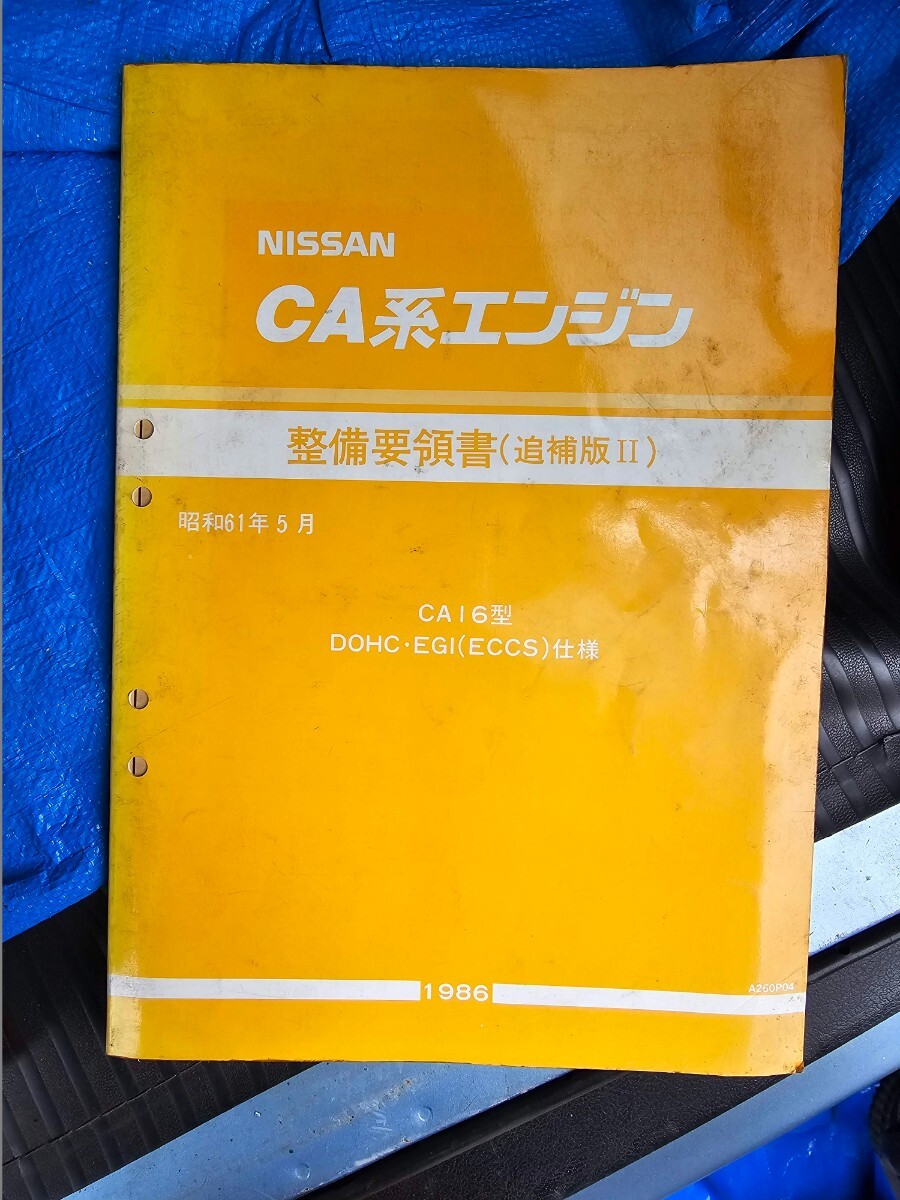 NISSAN
CA系エンジン
整備要領書(追補版II)
昭和61年5月
CA16型
DOHC・EGI(ECCS)仕様
1986
A260P04